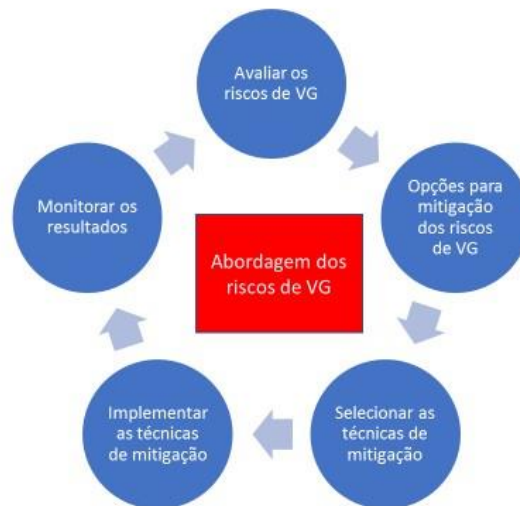 Avaliar os
riscos de VG
Opções para
mitigação
dos riscos
de VG
Selecionar as
técnicas de
mitigação
Implementar
as técnicas
de mitigação
Monitorar os
resultados
Abordagem dos
riscos de VG